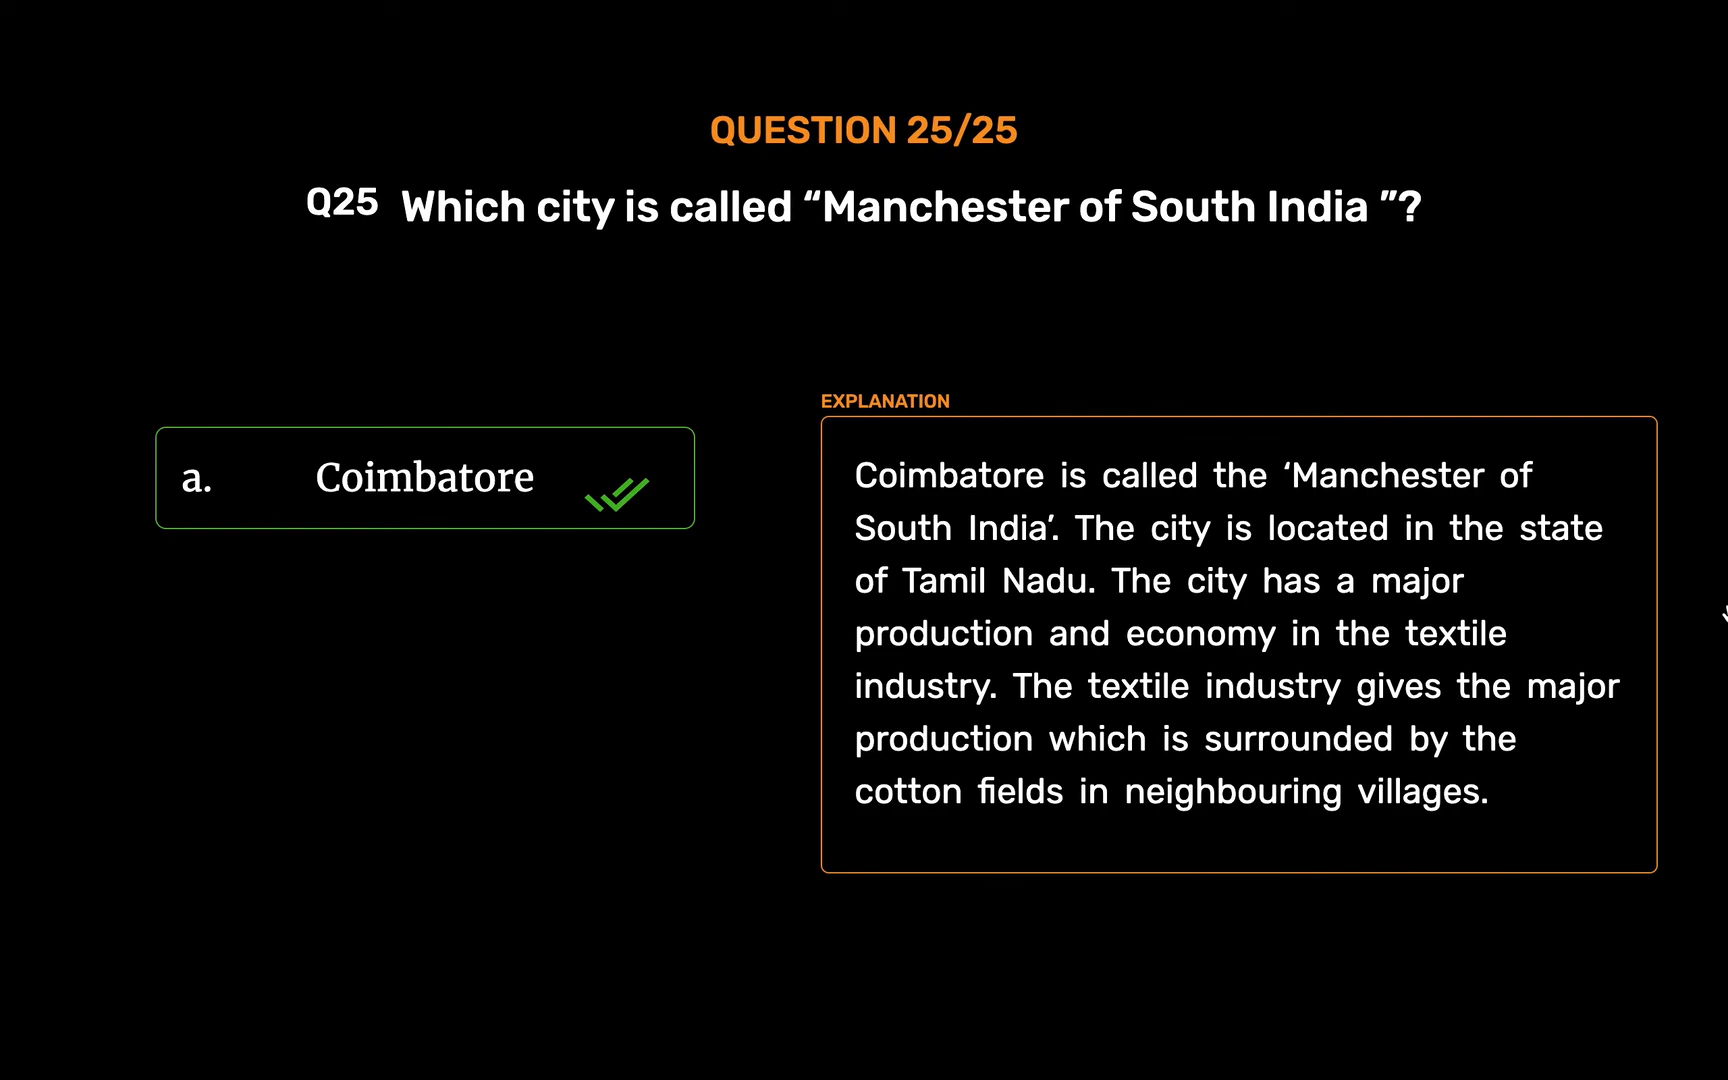 QUESTION 25/25
Q25 Which city is called “Manchester of South India ”?
a. Coimbatore
EXPLANATION
Coimbatore is called the ‘Manchester of
South India’. The city is located in the state
of Tamil Nadu. The city has a major
production and economy in the textile
industry. The textile industry gives the major
production which is surrounded by the
cotton fields in neighbouring villages.